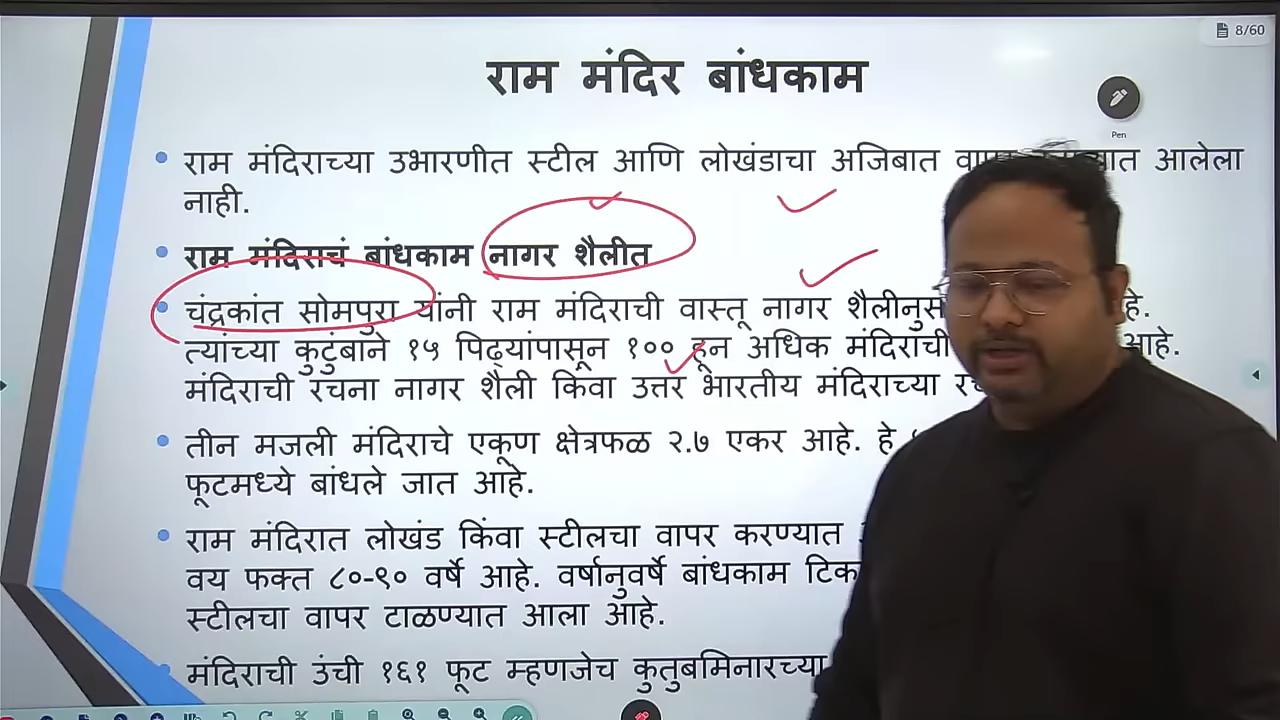 8/60
राम मंदिर बांधकाम
Pen
राम मंदिराच्या उभारणीत स्टील आणि लोखंडाचा अजिबात आलेला
नाही.
राम मंदिराचं बांधकाम नागर शैलीत
चंद्रकांत सोमपुरा यांनी राम मंदिराची वास्तू नागर
त्यांच्या कुटुंबाने १५ पिढ्यांपासून १०० हून अधिक मंदिरांची आहे.
मंदिराची रचना नागर शैली किंवा उत्तर भारतीय मंदिराच्या
तीन मजली मंदिराचे एकूण क्षेत्रफळ २.७ एकर आहे. हे
फूटमध्ये बांधले जात आहे.
राम मंदिरात लोखंड किंवा स्टीलचा वापर करण्यात
वय फक्त ८०-९० वर्षे आहे. वर्षानुवर्षे बांधकाम
स्टीलचा वापर टाळण्यात आला आहे.
मंदिराची उंची १६१ फूट म्हणजेच कुतुबमिनारच्या